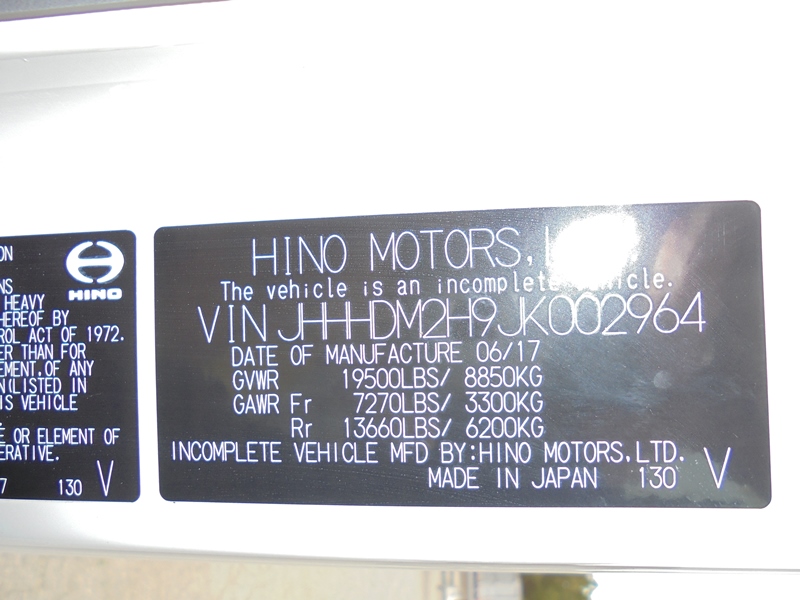 ON
HINO
NS
HEAVY
HEREOF BY
ROL ACT OF 1972.
ER THAN FOR
EMENT,OF ANY
N(LISTED IN
IS VEHICLE
E OR ELEMENT OF
ERATIVE.
7 130 V
HINO MOTORS, L
The vehicle is an incomplete vehicle.
VIN JHHHDM2H9JK002964
DATE OF MANUFACTURE 06/17
GVWR 19500LBS/ 8850KG
GAWR Fr 7270LBS/ 3300KG
Rr 13660LBS/ 6200KG
INCOMPLETE VEHICLE MFD BY:HINO MOTORS,LTD.
MADE IN JAPAN 130 V